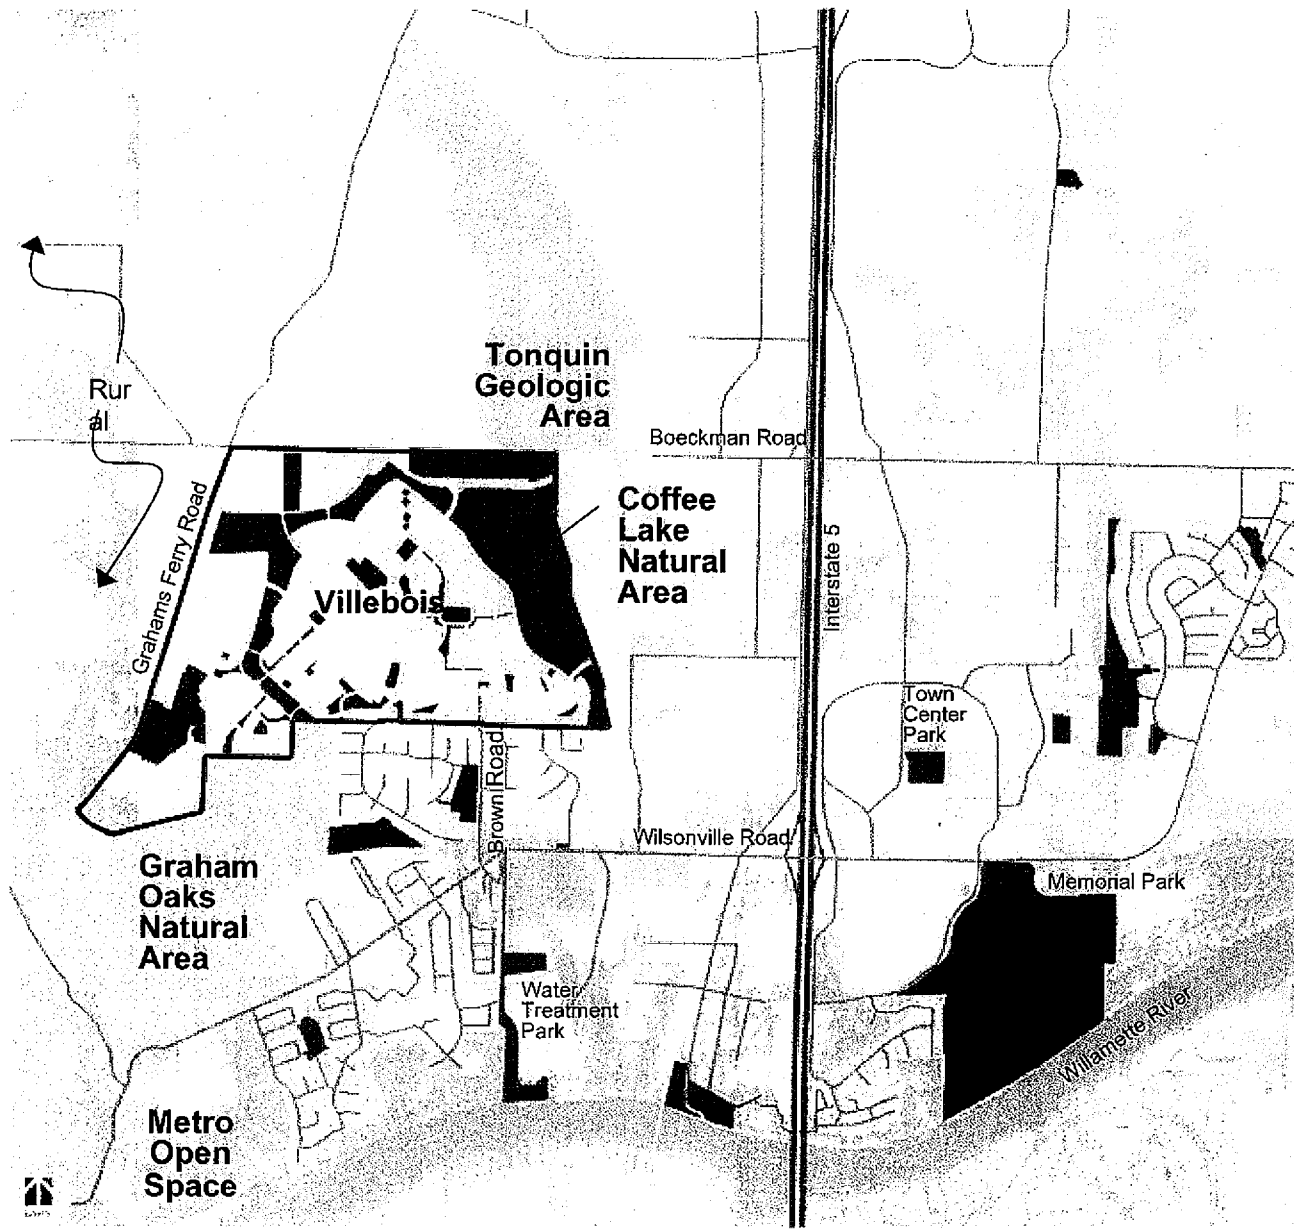 Tonquin
Geologic
Area
Rur
al
Boeckman Road
Grahams Ferry Road
Coffee
Lake
Natural
Area
Interstate 5
Villebois
Town
Center
Park
Brown Road
Wilsonville Road
Graham
Oaks
Natural
Area
Memorial Park
Water
Treatment
Park
Willamette River
Metro
Open
Space